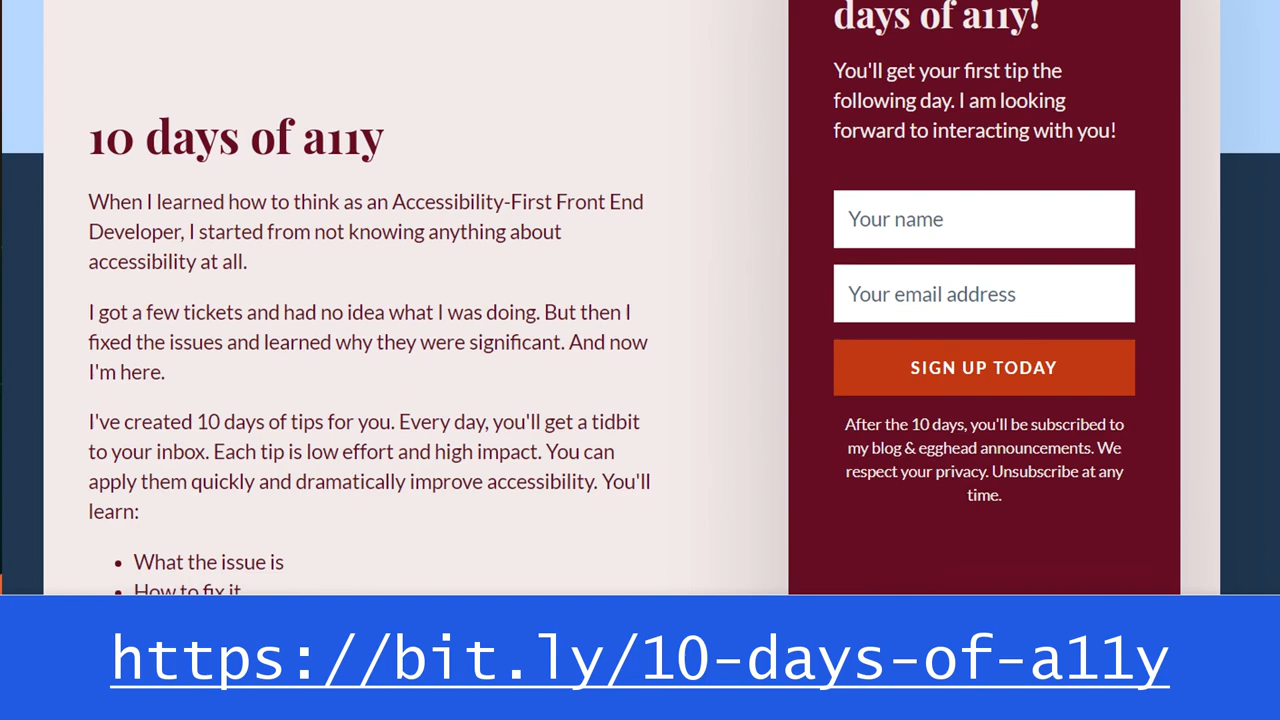 10 days of a11y
When I learned how to think as an Accessibility-First Front End
Developer, I started from not knowing anything about
accessibility at all.
I got a few tickets and had no idea what I was doing. But then I
fixed the issues and learned why they were significant. And now
I'm here.
I've created 10 days of tips for you. Every day, you'll get a tidbit
to your inbox. Each tip is low effort and high impact. You can
apply them quickly and dramatically improve accessibility. You'll
learn:
• What the issue is
• How to fix it
days of a11y!
You'll get your first tip the
following day. I am looking
forward to interacting with you!
Your name
Your email address
SIGN UP TODAY
After the 10 days, you'll be subscribed to
my blog & egghead announcements. We
respect your privacy. Unsubscribe at any
time.
https://bit.ly/10-days-of-a11y